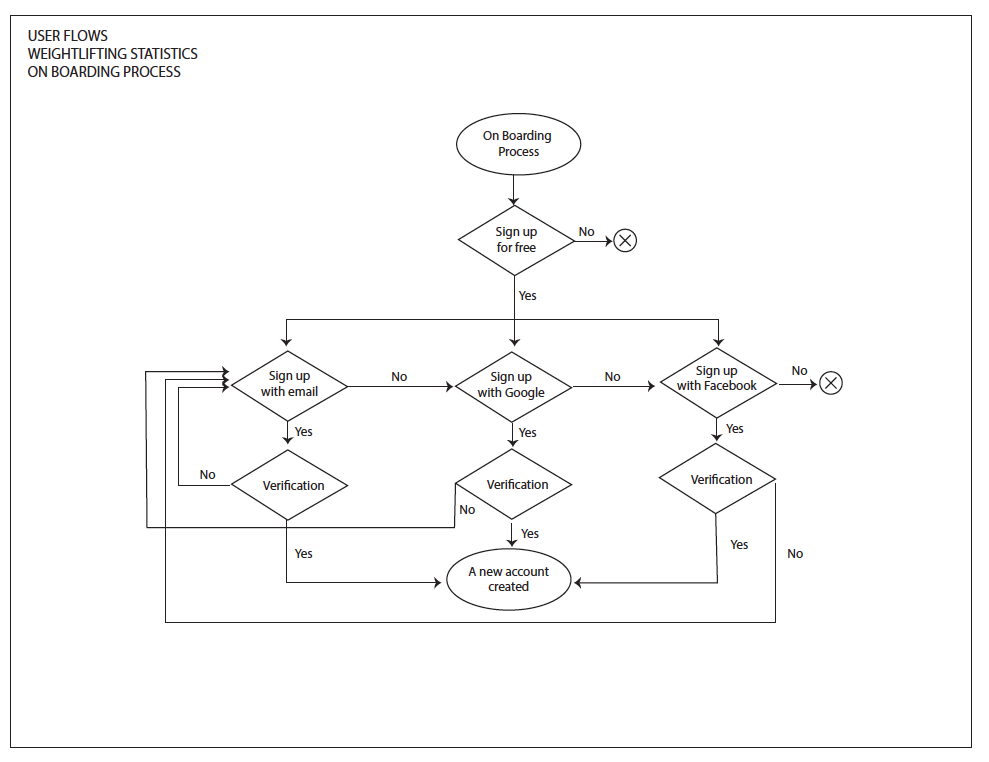 USER FLOWS
WEIGHTLIFTING STATISTICS
ON BOARDING PROCESS
On Boarding
Process
Sign up
for free
No
Yes
Sign up
with email
No
Sign up
with Google
No
Sign up
with Facebook
No
Yes
Yes
Yes
No
Verification
Verification
Verification
No
Yes
Yes
Yes
No
A new account
created